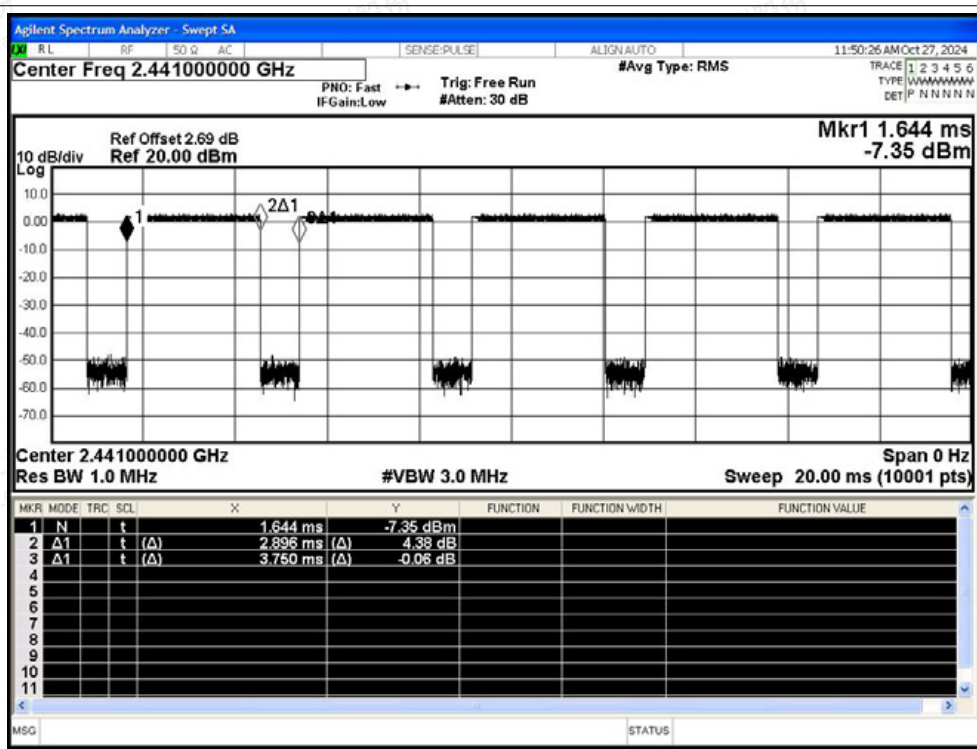 Agilent Spectrum Analyzer - Swept SA
RL RF 50 Ω AC SENSE:PULSE ALIGN AUTO 11:50:26 AM Oct 27, 2024
Center Freq 2.441000000 GHz
PNO: Fast
IFGain:Low
Trig: Free Run
#Atten: 30 dB
#Avg Type: RMS
TRACE 1 2 3 4 5 6
TYPE WWWWWW
DET P N N N N N
Mkr1 1.644 ms
-7.35 dBm
Ref Offset 2.69 dB
10 dB/div Ref 20.00 dBm
Log
10.0
0.00
-10.0
-20.0
-30.0
-40.0
-50.0
-60.0
-70.0
1
2Δ1
3Δ1
Center 2.441000000 GHz Span 0 Hz
Res BW 1.0 MHz #VBW 3.0 MHz Sweep 20.00 ms (10001 pts)
MKR MODE TRC SCL X Y FUNCTION FUNCTION WIDTH FUNCTION VALUE
1 N t 1.644 ms -7.35 dBm
2 Δ1 t (Δ) 2.896 ms (Δ) 4.38 dB
3 Δ1 t (Δ) 3.750 ms (Δ) -0.06 dB
4
5
6
7
8
9
10
11
MSG STATUS